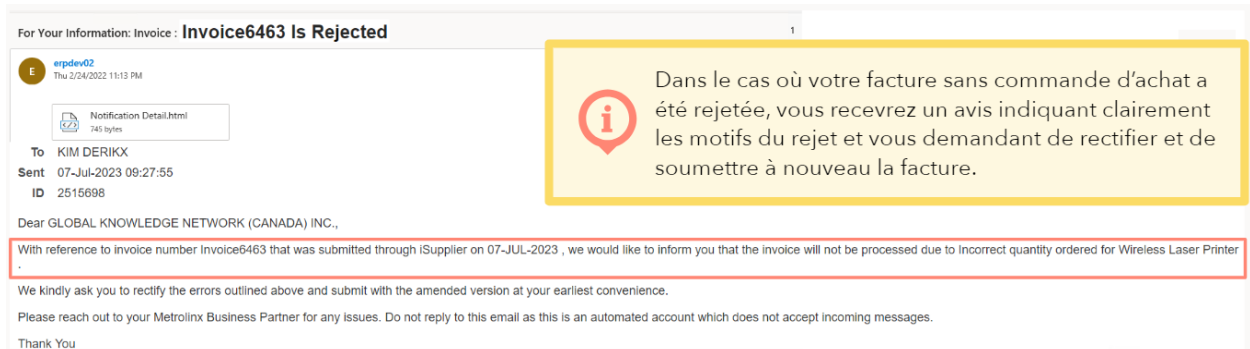 For Your Information: Invoice : Invoice6463 Is Rejected
1
E
erpdev02
Thu 2/24/2022 11:13 PM
Notification Detail.html
745 bytes
To KIM DERIKX
Sent 07-Jul-2023 09:27:55
ID 2515698
Dans le cas où votre facture sans commande d'achat a
été rejetée, vous recevrez un avis indiquant clairement
les motifs du rejet et vous demandant de rectifier et de
soumettre à nouveau la facture.
Dear GLOBAL KNOWLEDGE NETWORK (CANADA) INC.,
With reference to invoice number Invoice6463 that was submitted through iSupplier on 07-JUL-2023 , we would like to inform you that the invoice will not be processed due to Incorrect quantity ordered for Wireless Laser Printer
.
We kindly ask you to rectify the errors outlined above and submit with the amended version at your earliest convenience.
Please reach out to your Metrolinx Business Partner for any issues. Do not reply to this email as this is an automated account which does not accept incoming messages.
Thank You